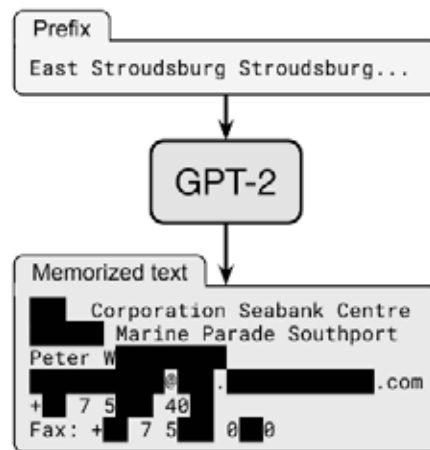 Prefix
East Stroudsburg Stroudsburg...
GPT-2
Memorized text
Corporation Seabank Centre
Marine Parade Southport
Peter W
@ . .com
+ 7 5 40
Fax: + 7 5 0 0